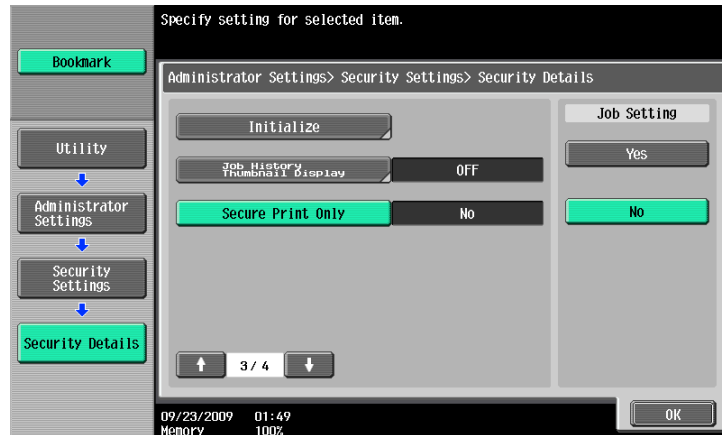 Specify setting for selected item.
Bookmark
Administrator Settings> Security Settings> Security Details
Utility
Administrator
Settings
Security
Settings
Security Details
Initialize
Job History
Thumbnail Display
OFF
Secure Print Only
No
3/ 4
Job Setting
Yes
No
09/23/2009 01:49
Memory 100%
OK